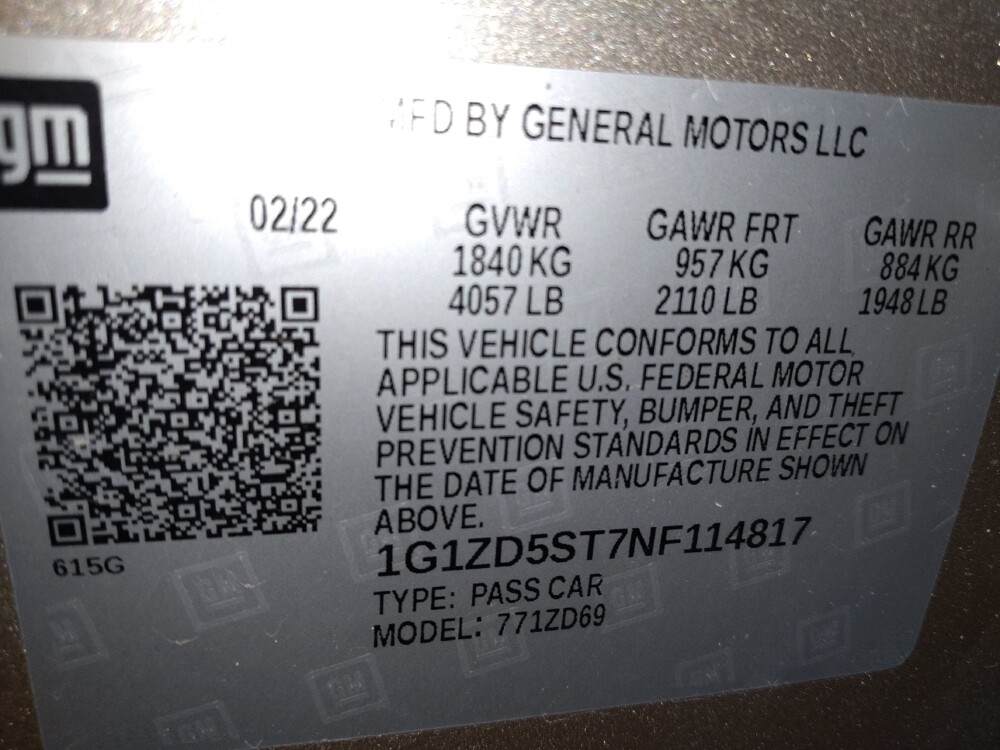 gm
MFD BY GENERAL MOTORS LLC
02/22 GVWR GAWR FRT GAWR RR
1840 KG 957 KG 884 KG
4057 LB 2110 LB 1948 LB
THIS VEHICLE CONFORMS TO ALL
APPLICABLE U.S. FEDERAL MOTOR
VEHICLE SAFETY, BUMPER, AND THEFT
PREVENTION STANDARDS IN EFFECT ON
THE DATE OF MANUFACTURE SHOWN
ABOVE.
615G
1G1ZD5ST7NF114817
TYPE: PASS CAR
MODEL: 771ZD69